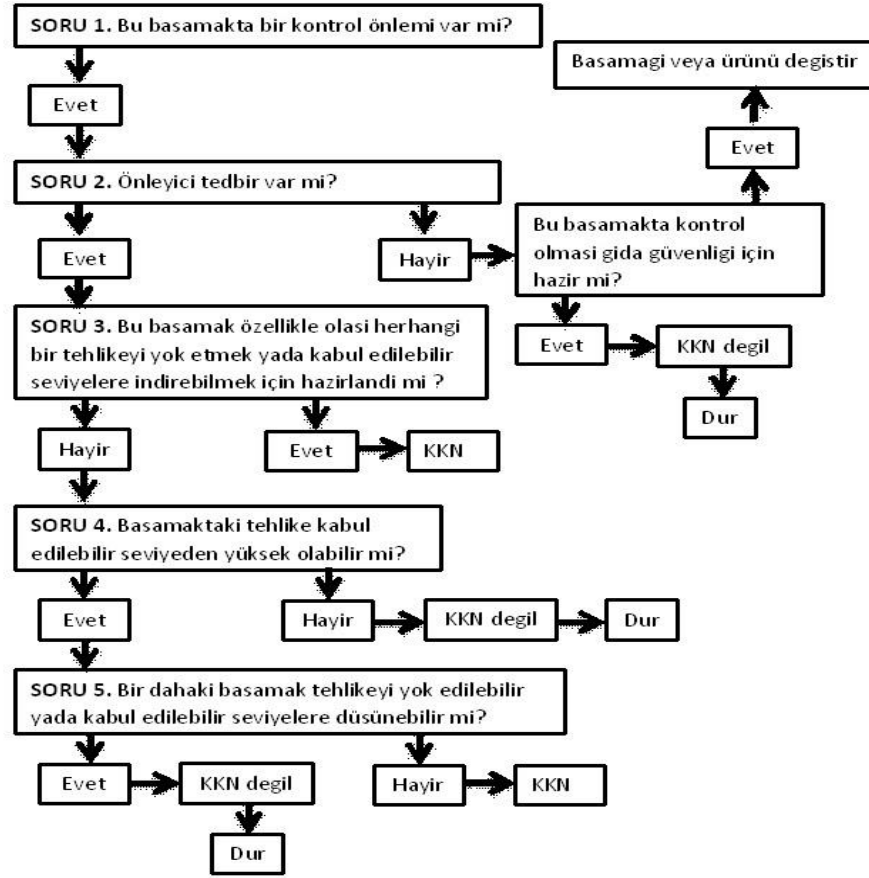 SORU 1. Bu basamakta bir kontrol önlemi var mi?
Evet
Basamagi veya ürünü degistir
Evet
SORU 2. Önleyici tedbir var mi?
Evet
Hayir
Bu basamakta kontrol
olmasi gida güvenligi için
hazir mi?
Evet
KKN degil
Dur
SORU 3. Bu basamak özellikle olasi herhangi
bir tehlikeyi yok etmek yada kabul edilebilir
seviyelere indirebilmek için hazirlandi mi ?
Hayir
Evet
KKN
SORU 4. Basamaktaki tehlike kabul
edilebilir seviyeden yüksek olabilir mi?
Evet
Hayir
KKN degil
Dur
SORU 5. Bir dahaki basamak tehlikeyi yok edilebilir
yada kabul edilebilir seviyelere düsünebilir mi?
Evet
KKN degil
Dur
Hayir
KKN